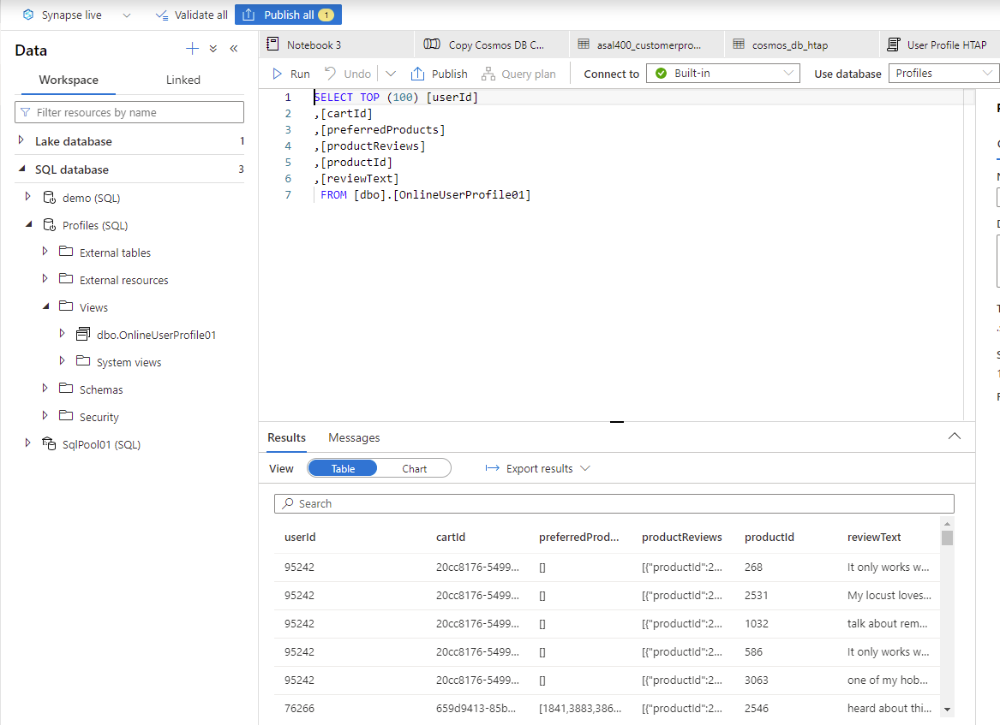 Synapse live
Validate all
Publish all 1
Data
Workspace Linked
Filter resources by name
Lake database 1
SQL database 3
demo (SQL)
Profiles (SQL)
External tables
External resources
Views
dbo.OnlineUserProfile01
System views
Schemas
Security
SqlPool01 (SQL)
Notebook 3
Copy Cosmos DB C...
asal400_customerpro...
cosmos_db_htap
User Profile HTAP
Run Undo Publish Query plan Connect to Built-in Use database Profiles
1 SELECT TOP (100) [userId]
2 ,[cartId]
3 ,[preferredProducts]
4 ,[productReviews]
5 ,[productId]
6 ,[reviewText]
7 FROM [dbo].[OnlineUserProfile01]
Results Messages
View Table Chart Export results
Search
userId cartId preferredProd... productReviews productId reviewText
95242 20cc8176-5499... [] [{"productId":2... 268 It only works w...
95242 20cc8176-5499... [] [{"productId":2... 2531 My locust loves...
95242 20cc8176-5499... [] [{"productId":2... 1032 talk about rem...
95242 20cc8176-5499... [] [{"productId":2... 586 It only works w...
95242 20cc8176-5499... [] [{"productId":2... 3063 one of my hob...
76266 659d9413-85b... [1841,3883,386... [{"productId":2... 2546 heard about thi...